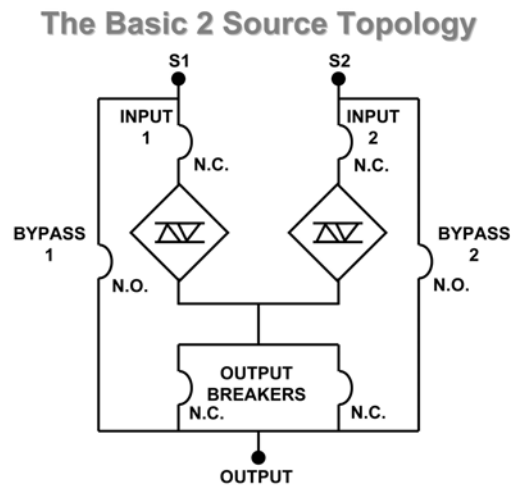 The Basic 2 Source Topology
S1
S2
INPUT
1
INPUT
2
N.C.
N.C.
BYPASS
1
BYPASS
2
N.O.
N.O.
OUTPUT
BREAKERS
N.C.
N.C.
OUTPUT